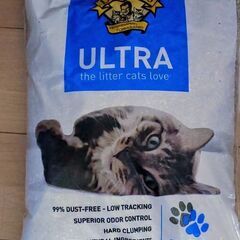 ULTRA
the litter cats love
99% DUST-FREE - LOW TRACKING
SUPERIOR ODOR CONTROL
HARD CLUMPING